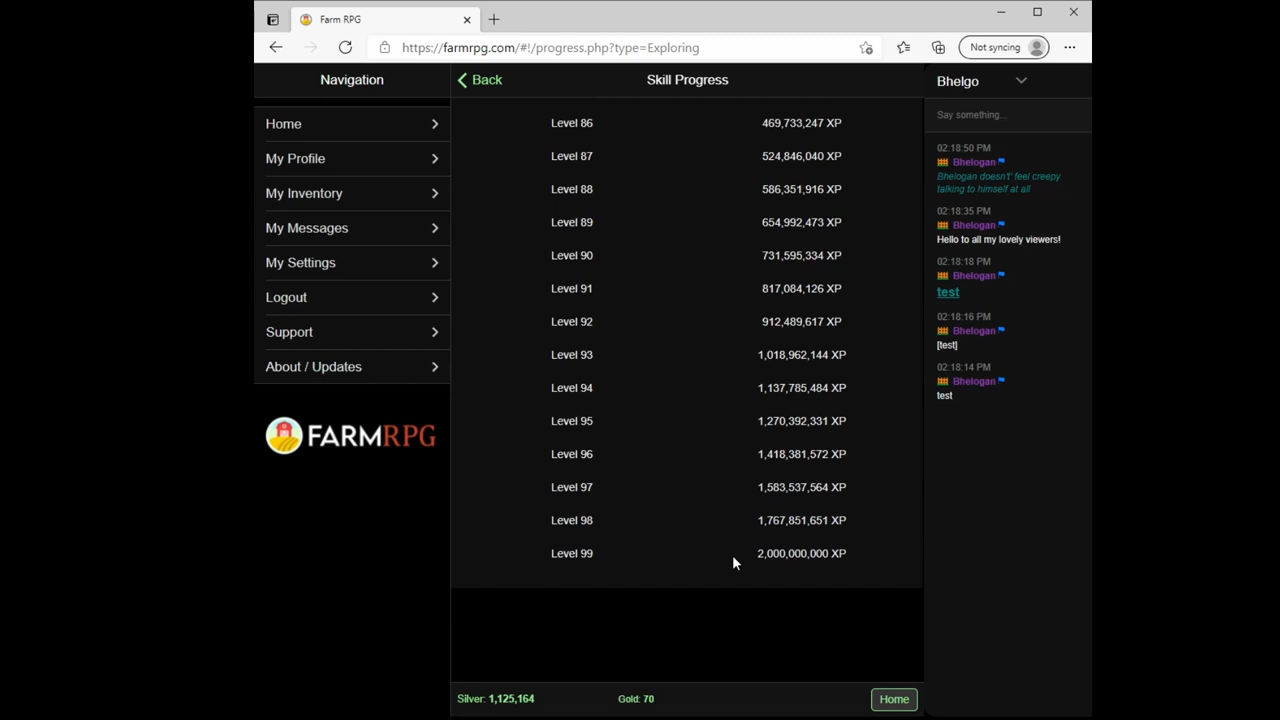 Farm RPG
https://farmrpg.com/#!/progress.php?type=Exploring
Not syncing
Navigation
Home
My Profile
My Inventory
My Messages
My Settings
Logout
Support
About / Updates
FARMRPG
Back
Skill Progress
Level 86 469,733,247 XP
Level 87 524,846,040 XP
Level 88 586,351,916 XP
Level 89 654,992,473 XP
Level 90 731,595,334 XP
Level 91 817,084,126 XP
Level 92 912,489,617 XP
Level 93 1,018,962,144 XP
Level 94 1,137,785,484 XP
Level 95 1,270,392,331 XP
Level 96 1,418,381,572 XP
Level 97 1,583,537,564 XP
Level 98 1,767,851,651 XP
Level 99 2,000,000,000 XP
Silver: 1,125,164
Gold: 70
Home
Bhelgo
Say something...
02:18:50 PM
Bhelogan
Bhelogan doesn't' feel creepy
talking to himself at all
02:18:35 PM
Bhelogan
Hello to all my lovely viewers!
02:18:18 PM
Bhelogan
test
02:18:16 PM
Bhelogan
[test]
02:18:14 PM
Bhelogan
test